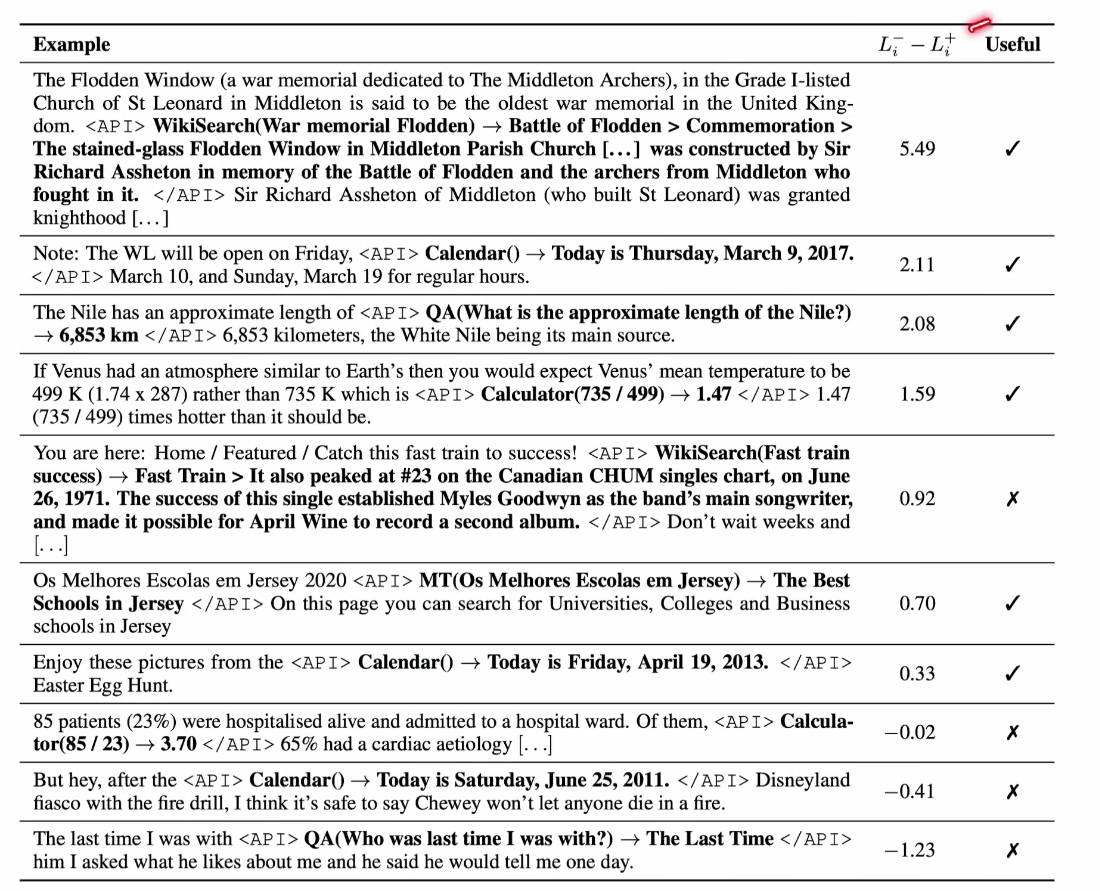 Example L_i^- − L_i^+ Useful
The Flodden Window (a war memorial dedicated to The Middleton Archers), in the Grade I-listed
Church of St Leonard in Middleton is said to be the oldest war memorial in the United King-
dom. <API> WikiSearch(War memorial Flodden) → Battle of Flodden > Commemoration >
The stained-glass Flodden Window in Middleton Parish Church [...] was constructed by Sir 5.49 ✓
Richard Assheton in memory of the Battle of Flodden and the archers from Middleton who
fought in it. </API> Sir Richard Assheton of Middleton (who built St Leonard) was granted
knighthood [...]
Note: The WL will be open on Friday, <API> Calendar() → Today is Thursday, March 9, 2017. 2.11 ✓
</API> March 10, and Sunday, March 19 for regular hours.
The Nile has an approximate length of <API> QA(What is the approximate length of the Nile?) 2.08 ✓
→ 6,853 km </API> 6,853 kilometers, the White Nile being its main source.
If Venus had an atmosphere similar to Earth’s then you would expect Venus’ mean temperature to be
499 K (1.74 x 287) rather than 735 K which is <API> Calculator(735 / 499) → 1.47 </API> 1.47 1.59 ✓
(735 / 499) times hotter than it should be.
You are here: Home / Featured / Catch this fast train to success! <API> WikiSearch(Fast train
success) → Fast Train > It also peaked at #23 on the Canadian CHUM singles chart, on June
26, 1971. The success of this single established Myles Goodwyn as the band’s main songwriter, 0.92 ✗
and made it possible for April Wine to record a second album. </API> Don’t wait weeks and
[...]
Os Melhores Escolas em Jersey 2020 <API> MT(Os Melhores Escolas em Jersey) → The Best
Schools in Jersey </API> On this page you can search for Universities, Colleges and Business 0.70 ✓
schools in Jersey
Enjoy these pictures from the <API> Calendar() → Today is Friday, April 19, 2013. </API> 0.33 ✓
Easter Egg Hunt.
85 patients (23%) were hospitalised alive and admitted to a hospital ward. Of them, <API> Calcula- −0.02 ✗
tor(85 / 23) → 3.70 </API> 65% had a cardiac aetiology [...]
But hey, after the <API> Calendar() → Today is Saturday, June 25, 2011. </API> Disneyland −0.41 ✗
fiasco with the fire drill, I think it’s safe to say Chewey won’t let anyone die in a fire.
The last time I was with <API> QA(Who was last time I was with?) → The Last Time </API> −1.23 ✗
him I asked what he likes about me and he said he would tell me one day.